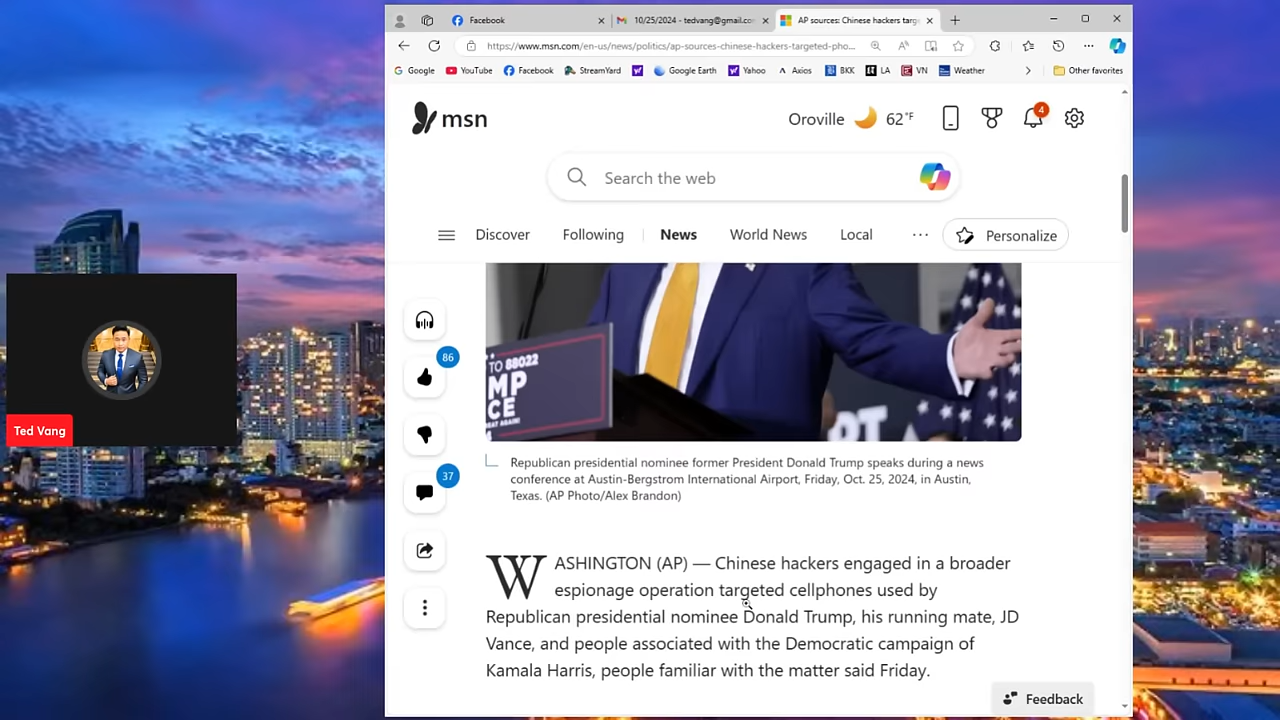 Facebook
10/25/2024 - tedvang@gmail.co
AP sources: Chinese hackers targ
https://www.msn.com/en-us/news/politics/ap-sources-chinese-hackers-targeted-pho...
Google YouTube Facebook StreamYard Google Earth Yahoo Axios BKK LA VN Weather Other favorites
msn
Oroville 62°F
4
Search the web
Discover Following News World News Local ... Personalize
TO 88022
MP
CE
EAT AGAIN!
86
37
Ted Vang
Republican presidential nominee former President Donald Trump speaks during a news
conference at Austin-Bergstrom International Airport, Friday, Oct. 25, 2024, in Austin,
Texas. (AP Photo/Alex Brandon)
WASHINGTON (AP) — Chinese hackers engaged in a broader
espionage operation targeted cellphones used by
Republican presidential nominee Donald Trump, his running mate, JD
Vance, and people associated with the Democratic campaign of
Kamala Harris, people familiar with the matter said Friday.
Feedback